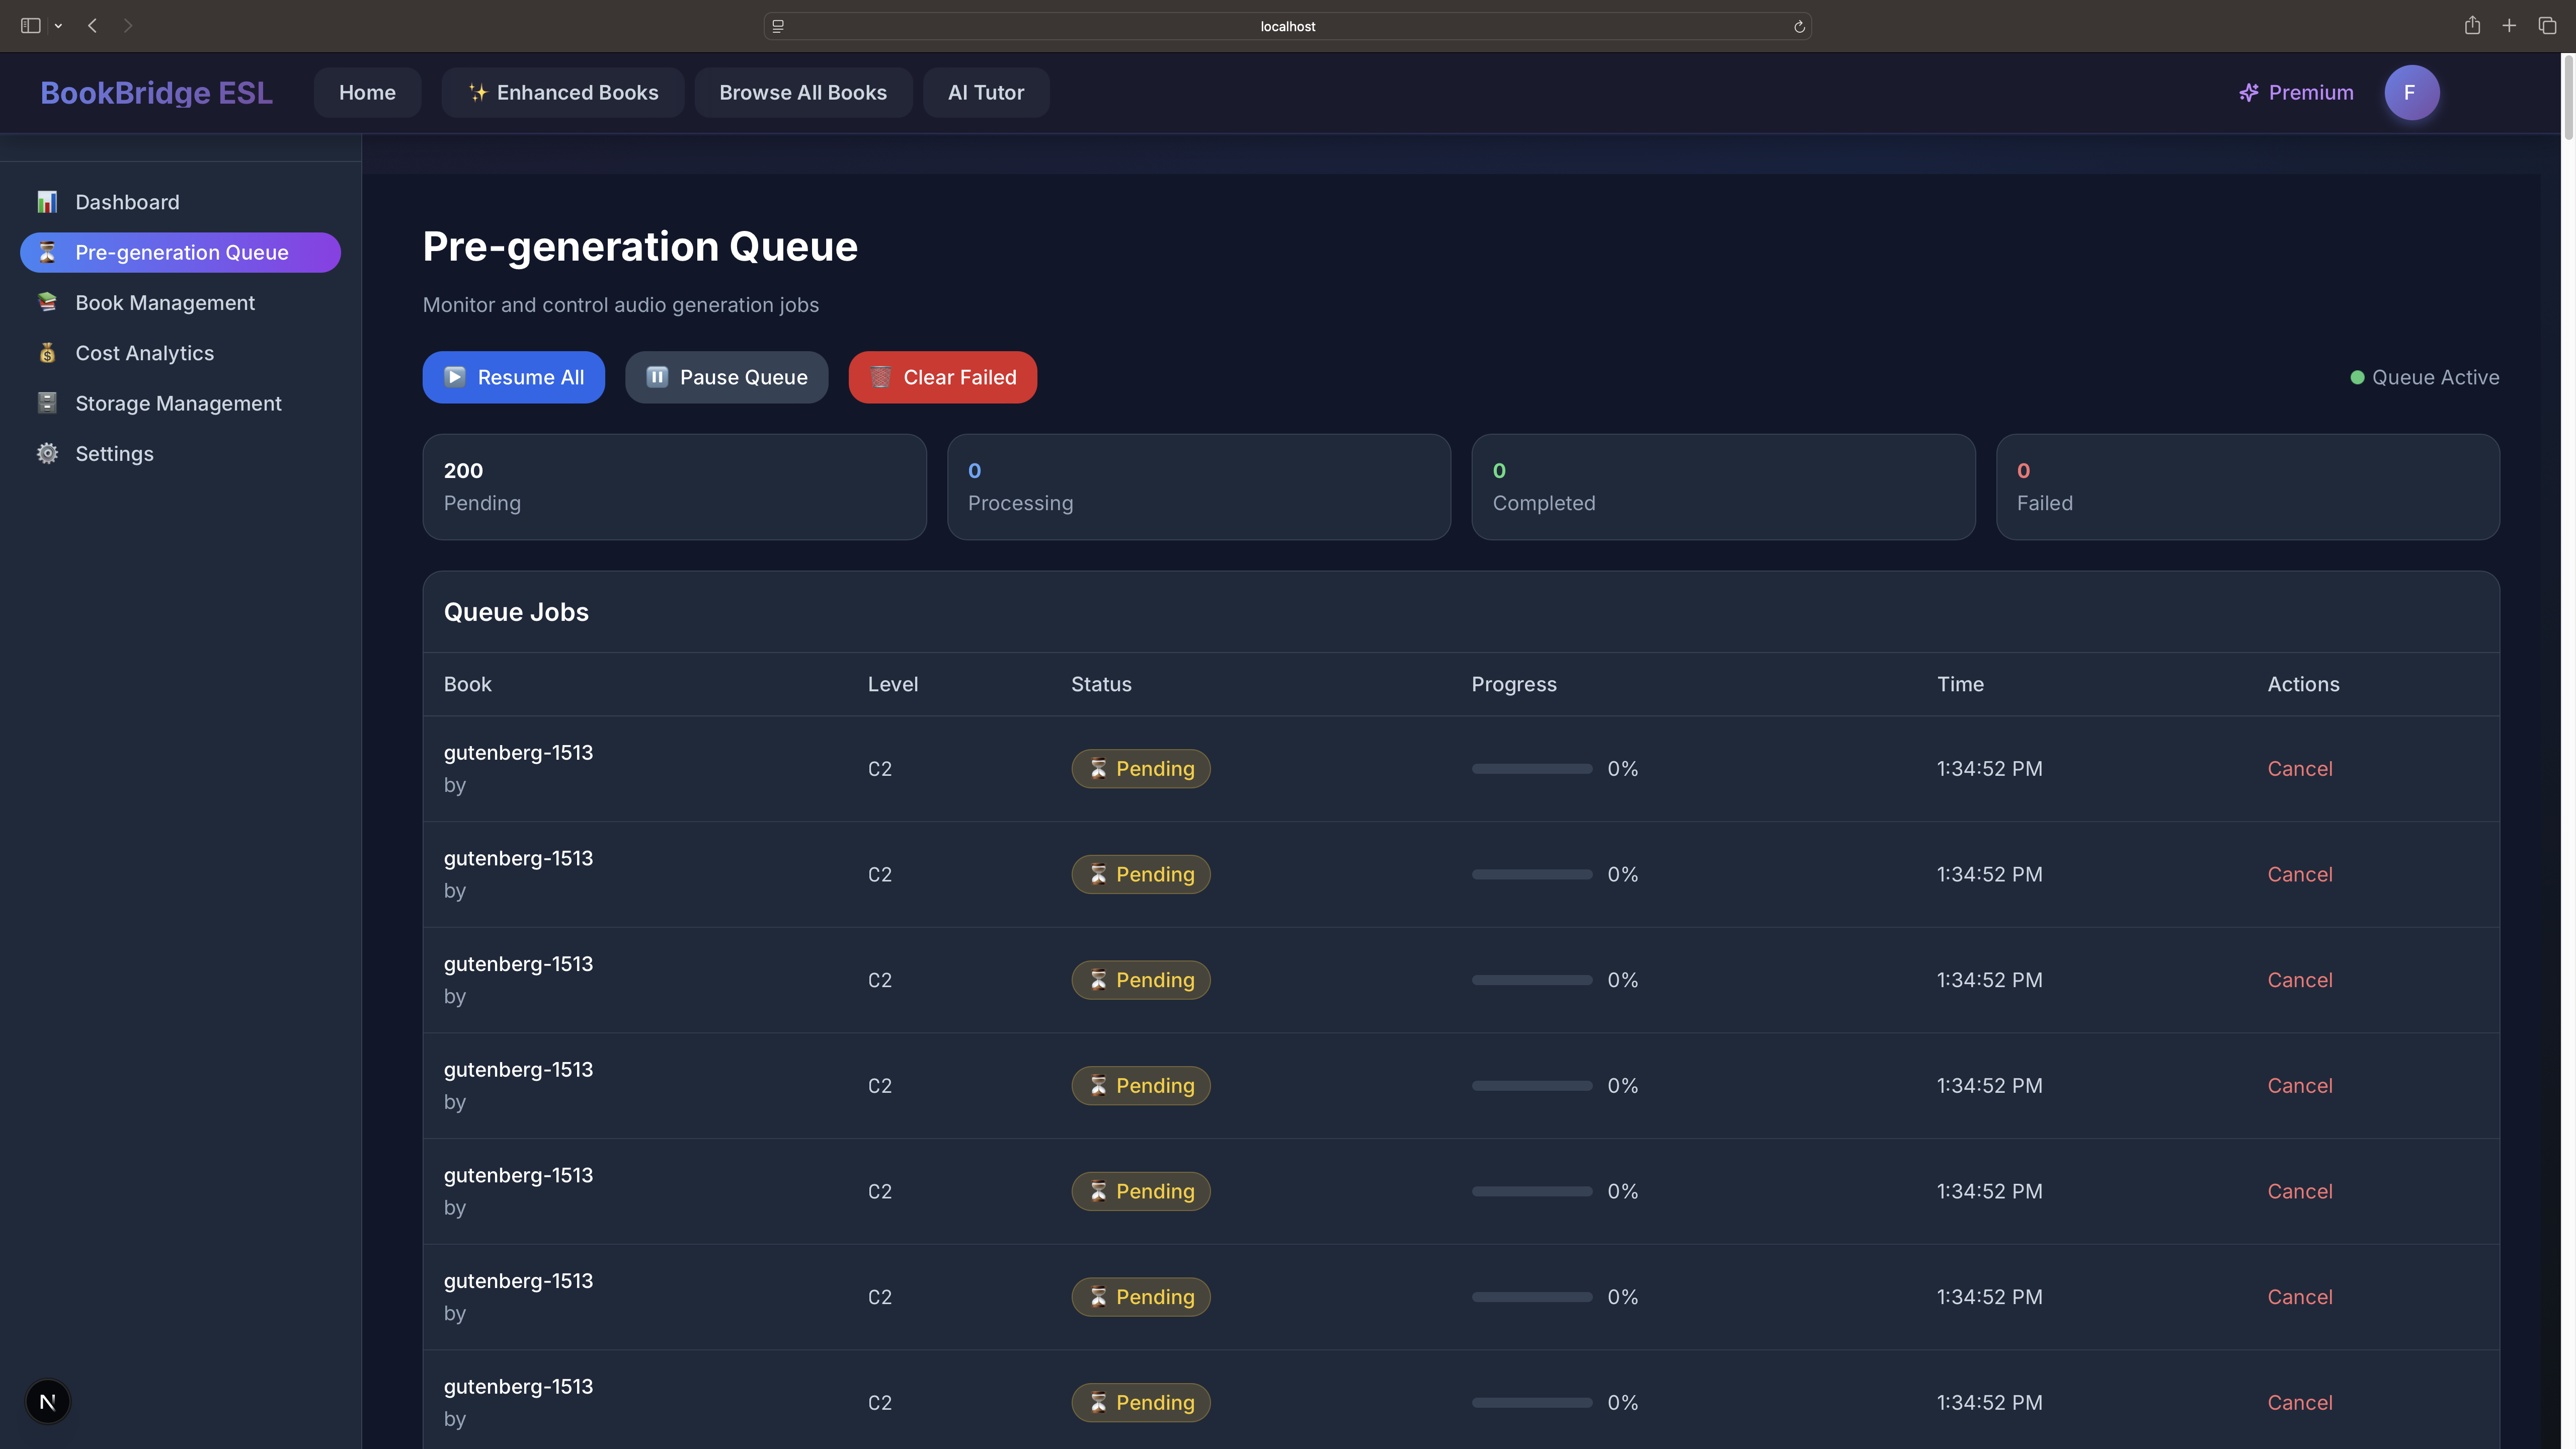 localhost
BookBridge ESL
Home
✨ Enhanced Books
Browse All Books
AI Tutor
Premium
F
Dashboard
Pre-generation Queue
Book Management
Cost Analytics
Storage Management
Settings
Pre-generation Queue
Monitor and control audio generation jobs
Resume All
Pause Queue
Clear Failed
Queue Active
200
Pending
0
Processing
0
Completed
0
Failed
Queue Jobs
Book Level Status Progress Time Actions
gutenberg-1513
by
C2 Pending 0% 1:34:52 PM Cancel
gutenberg-1513
by
C2 Pending 0% 1:34:52 PM Cancel
gutenberg-1513
by
C2 Pending 0% 1:34:52 PM Cancel
gutenberg-1513
by
C2 Pending 0% 1:34:52 PM Cancel
gutenberg-1513
by
C2 Pending 0% 1:34:52 PM Cancel
gutenberg-1513
by
C2 Pending 0% 1:34:52 PM Cancel
gutenberg-1513
by
C2 Pending 0% 1:34:52 PM Cancel
N